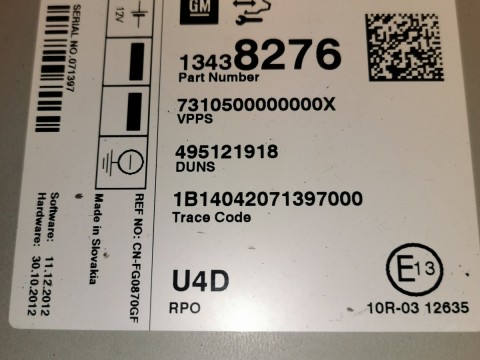 GM
13438276
Part Number
7310500000000X
VPPS
495121918
DUNS
1B14042071397000
Trace Code
U4D
RPO
E13
10R-03 12635
SERIAL NO.071397
12V
REF NO: CN-FG0870GF
Made in Slovakia
Software: 11.12.2012
Hardware: 30.10.2012